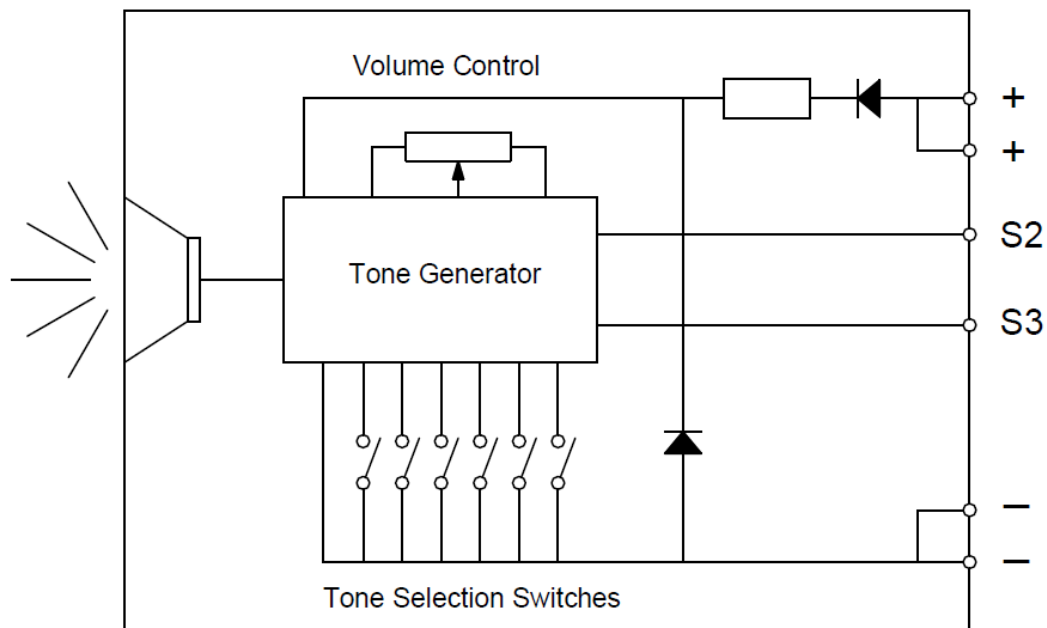 Volume Control
+
+
S2
Tone Generator
S3
−
−
Tone Selection Switches